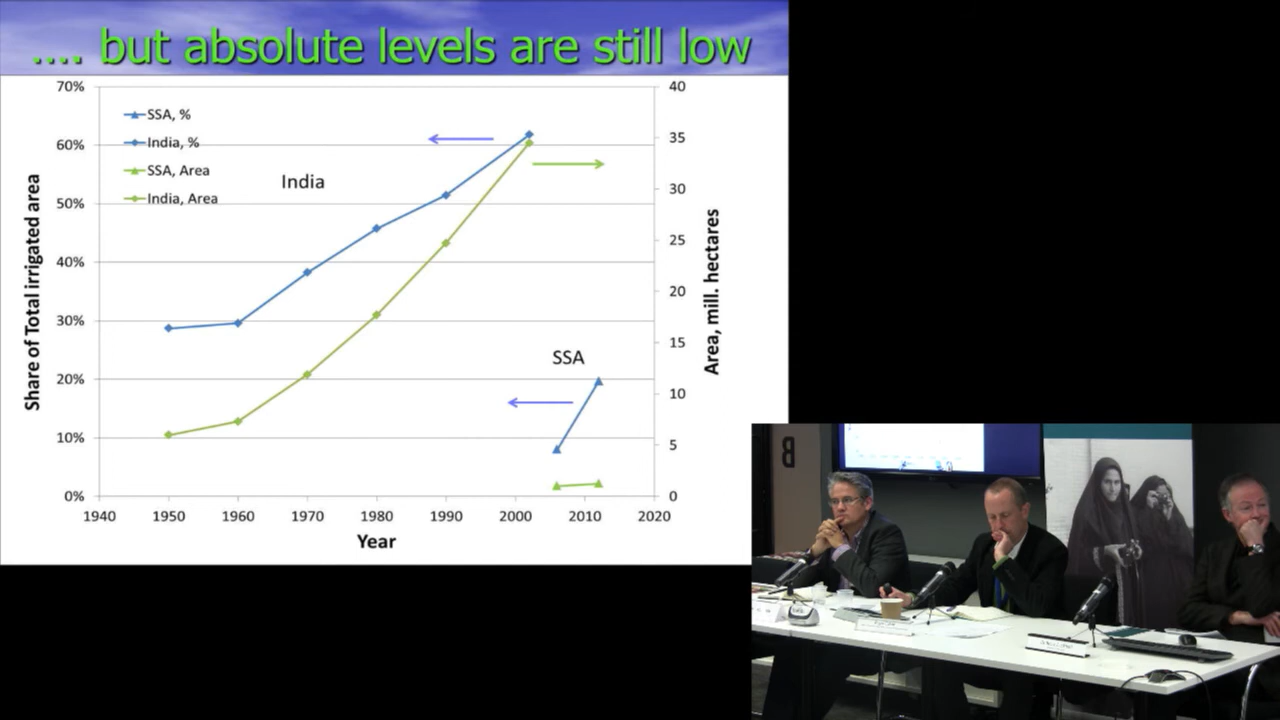 .... but absolute levels are still low
70%
60%
50%
40%
30%
20%
10%
0%
Share of Total irrigated area
SSA, %
India, %
SSA, Area
India, Area
India
SSA
40
35
30
25
20
15
10
5
0
Area, mill. hectares
1940 1950 1960 1970 1980 1990 2000 2010 2020
Year
B